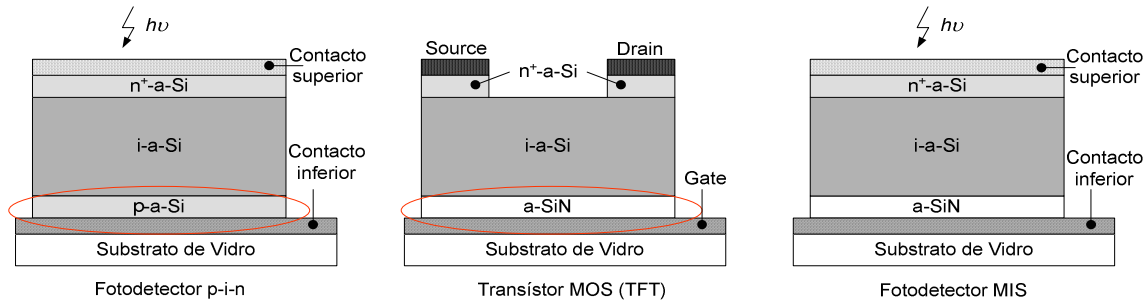 hυ
Contacto
superior
n⁺-a-Si
i-a-Si
Contacto
inferior
p-a-Si
Substrato de Vidro
Fotodetector p-i-n
Source
Drain
n⁺-a-Si
i-a-Si
Gate
a-SiN
Substrato de Vidro
Transístor MOS (TFT)
hυ
Contacto
superior
n⁺-a-Si
i-a-Si
Contacto
inferior
a-SiN
Substrato de Vidro
Fotodetector MIS